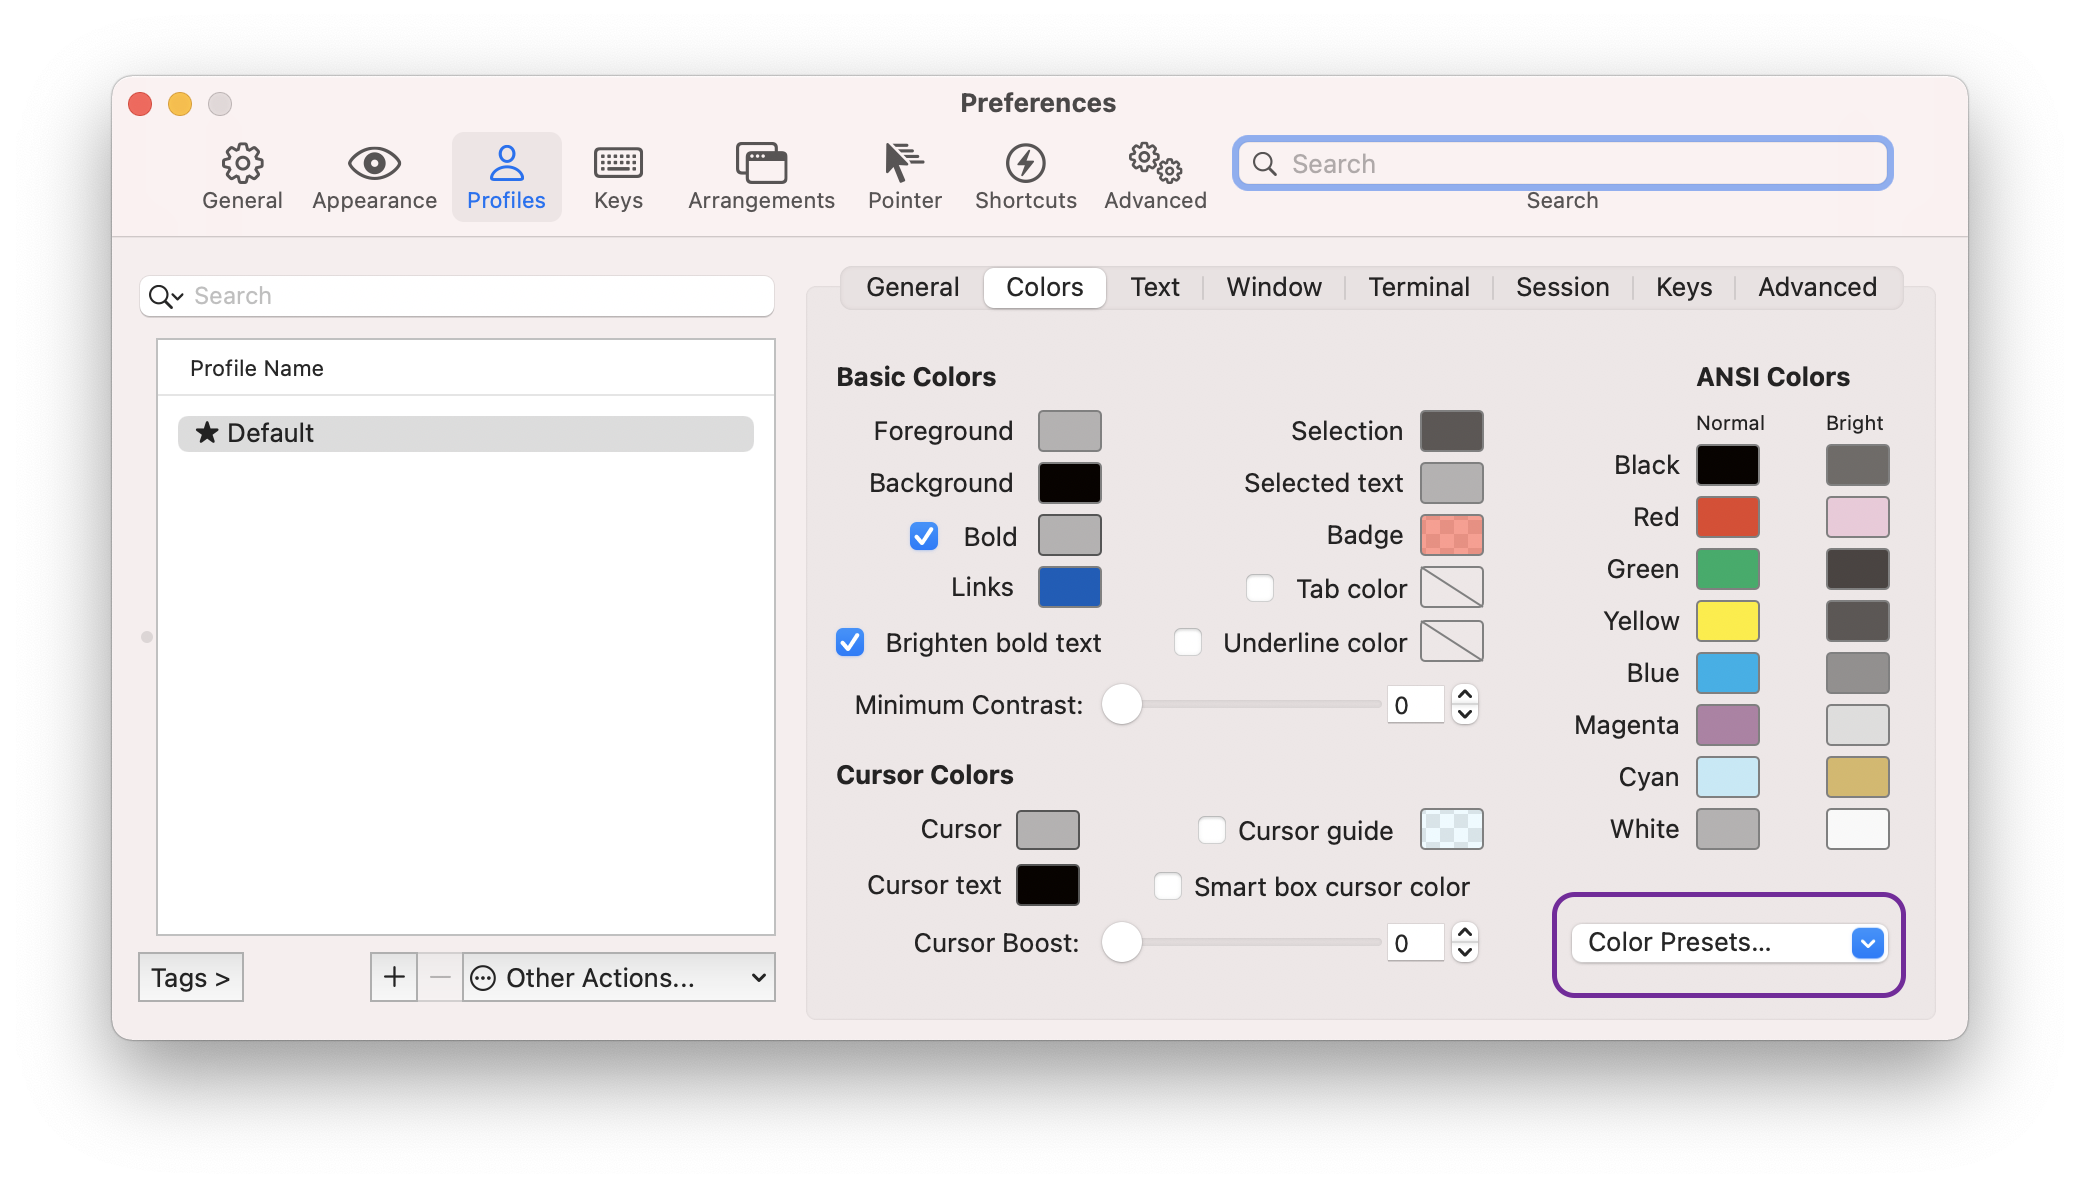 Preferences
General
Appearance
Profiles
Keys
Arrangements
Pointer
Shortcuts
Advanced
Search
Search
Search
Profile Name
Default
Tags >
Other Actions...
General
Colors
Text
Window
Terminal
Session
Keys
Advanced
Basic Colors
Foreground
Background
Bold
Links
Brighten bold text
Selection
Selected text
Badge
Tab color
Underline color
Minimum Contrast:
0
Cursor Colors
Cursor
Cursor text
Cursor guide
Smart box cursor color
Cursor Boost:
0
ANSI Colors
Normal
Bright
Black
Red
Green
Yellow
Blue
Magenta
Cyan
White
Color Presets...